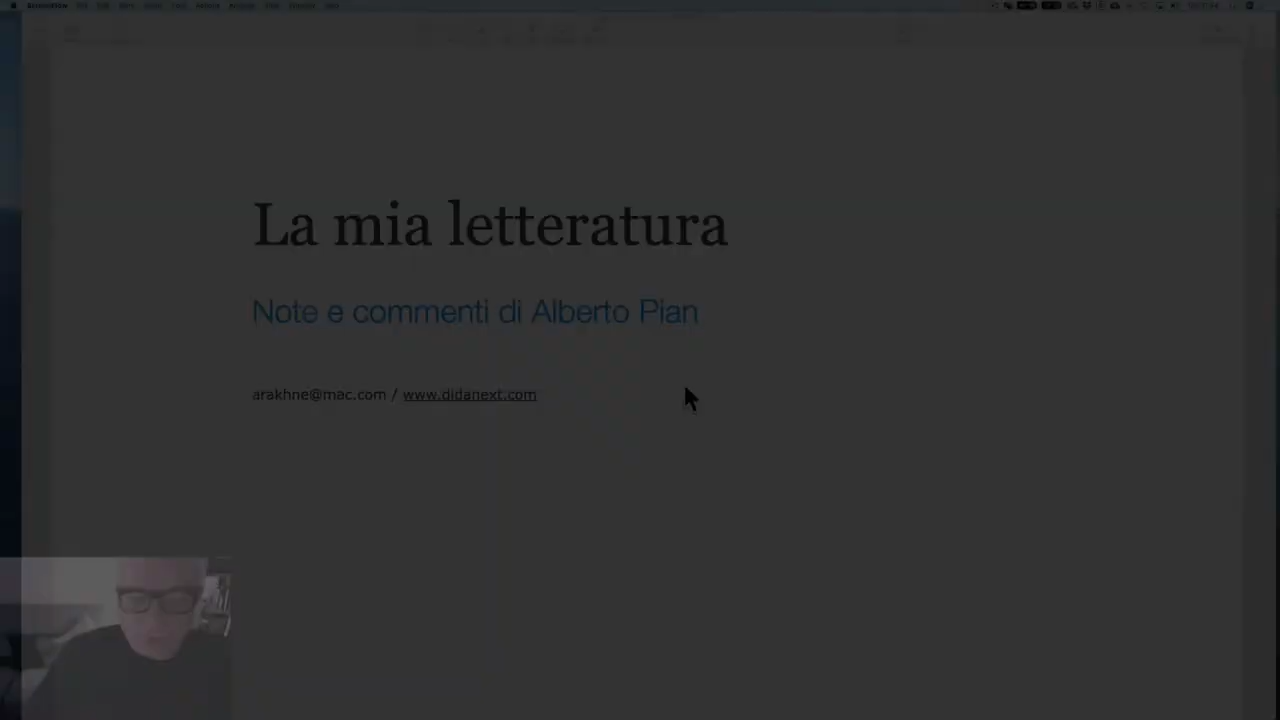 La mia letteratura
Note e commenti di Alberto Pian
arakhne@mac.com / www.didanext.com